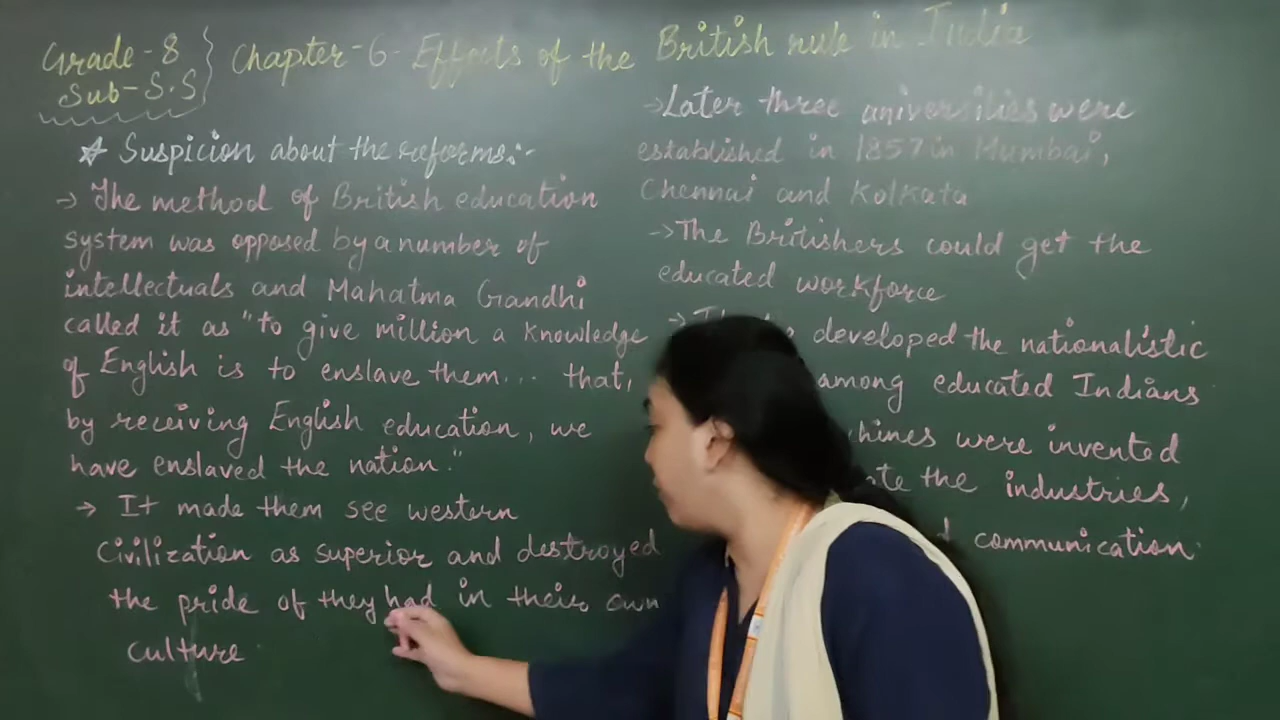 Grade-8
Sub-S.S
Chapter-6- Effects of the British rule in India
Suspicion about the reforms:-
→ The method of British education
system was opposed by a number of
intellectuals and Mahatma Gandhi
called it as "to give million a knowledge
of English is to enslave them... that,
by receiving English education, we
have enslaved the nation."
→ It made them see western
civilization as superior and destroyed
the pride of they had in their own
culture
→ Later three universities were
established in 1857 in Mumbai,
Chennai and Kolkata
→ The Britishers could get the
educated workforce
→ developed the nationalistic
among educated Indians
were invented
the industries,
communication